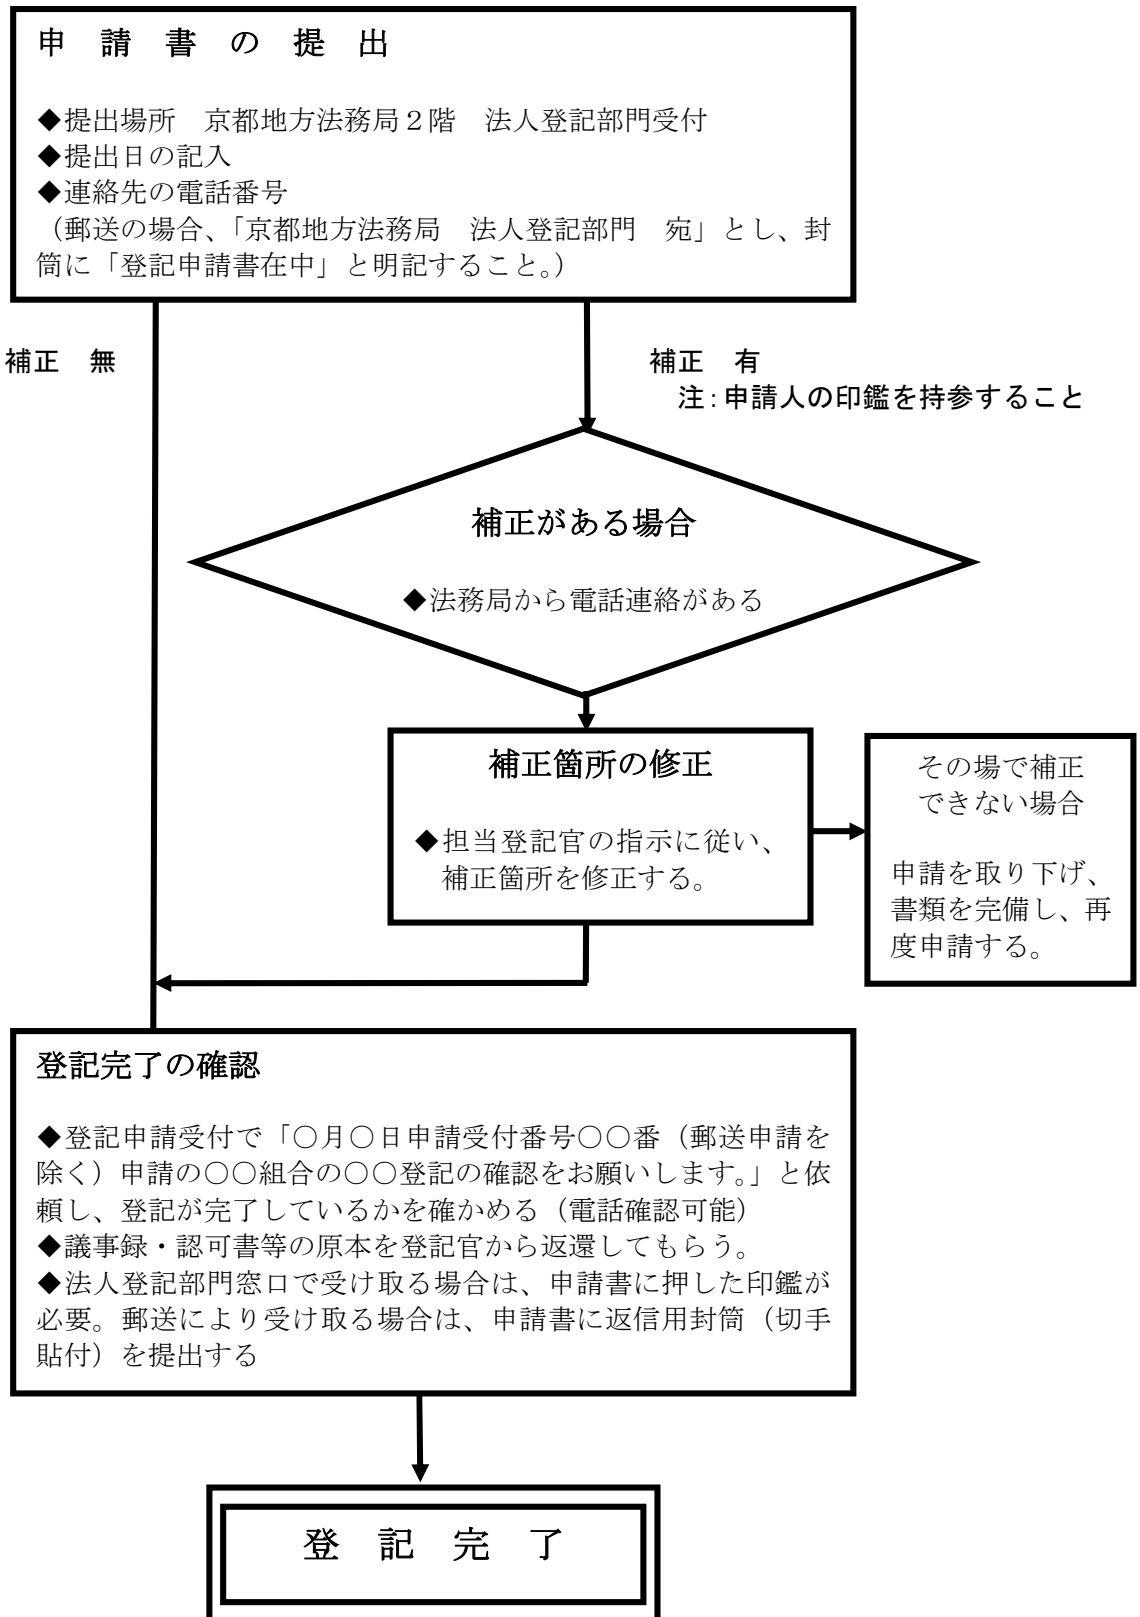 申　請　書　の　提　出
◆提出場所　京都地方法務局２階　法人登記部門受付
◆提出日の記入
◆連絡先の電話番号
（郵送の場合、「京都地方法務局　法人登記部門　宛」とし、封
筒に「登記申請書在中」と明記すること。）
補正　無
補正　有
注：申請人の印鑑を持参すること
補正がある場合
◆法務局から電話連絡がある
補正箇所の修正
◆担当登記官の指示に従い、
補正箇所を修正する。
その場で補正
できない場合
申請を取り下げ、
書類を完備し、再
度申請する。
登記完了の確認
◆登記申請受付で「○月○日申請受付番号○○番（郵送申請を
除く）申請の○○組合の○○登記の確認をお願いします。」と依
頼し、登記が完了しているかを確かめる（電話確認可能）
◆議事録・認可書等の原本を登記官から返還してもらう。
◆法人登記部門窓口で受け取る場合は、申請書に押した印鑑が
必要。郵送により受け取る場合は、申請書に返信用封筒（切手
貼付）を提出する
登　記　完　了